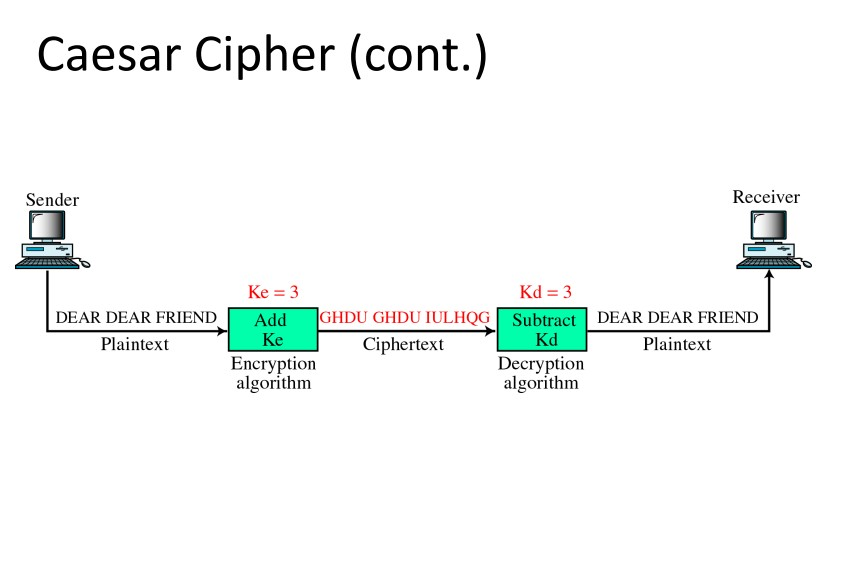 Caesar Cipher (cont.)
Sender
Receiver
Ke = 3
Kd = 3
DEAR DEAR FRIEND
Plaintext
Add
Ke
Encryption
algorithm
GHDU GHDU IULHQG
Ciphertext
Subtract
Kd
Decryption
algorithm
DEAR DEAR FRIEND
Plaintext